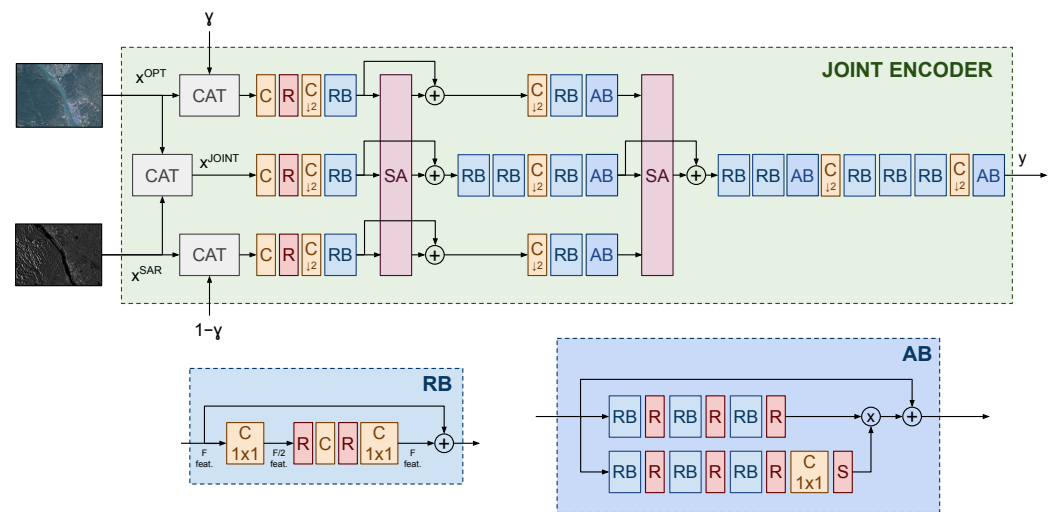 ɣ
JOINT ENCODER
x^OPT
CAT C R C ↓2 RB + C ↓2 RB AB
CAT x^JOINT C R C ↓2 RB SA + RB RB C ↓2 RB AB SA + RB RB AB C ↓2 RB RB RB C ↓2 AB y
CAT C R C ↓2 RB + C ↓2 RB AB
x^SAR
1−ɣ
RB
C 1x1 R C R C 1x1 +
F feat. F/2 feat. F feat.
AB
RB R RB R RB R x +
RB R RB R RB R C 1x1 S